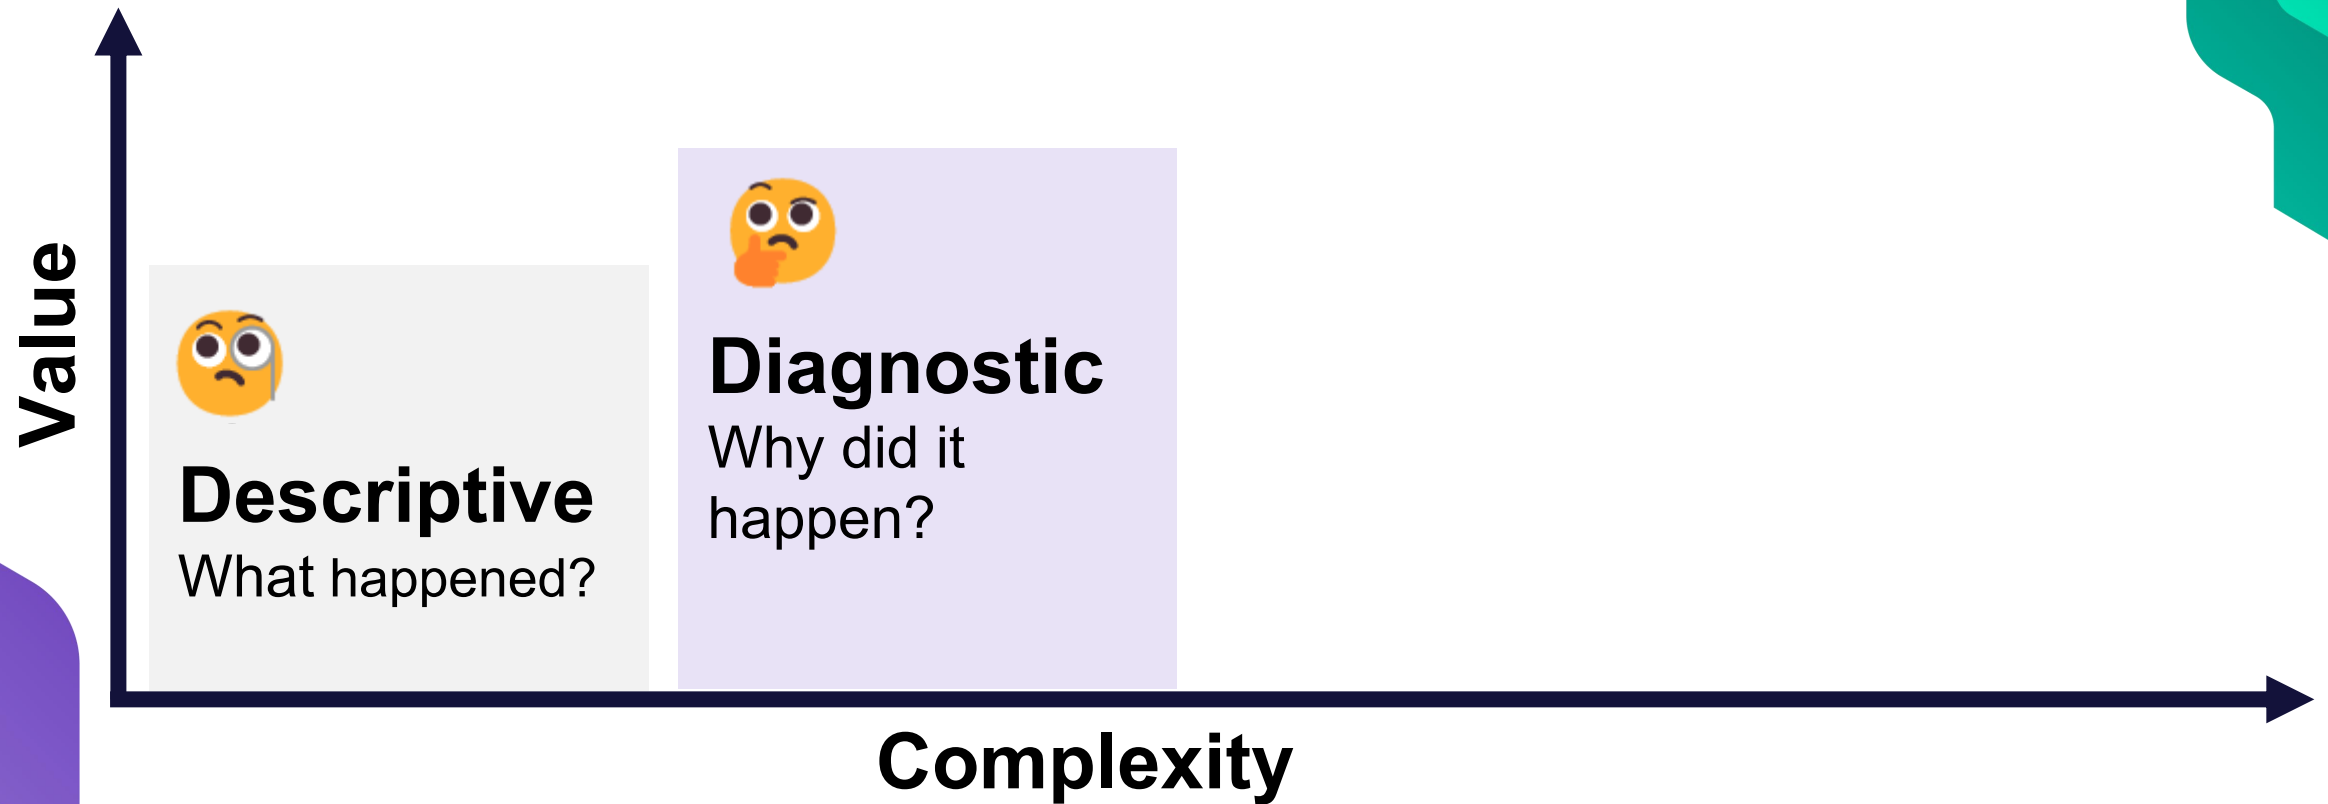 Value
Descriptive
What happened?
Diagnostic
Why did it
happen?
Complexity